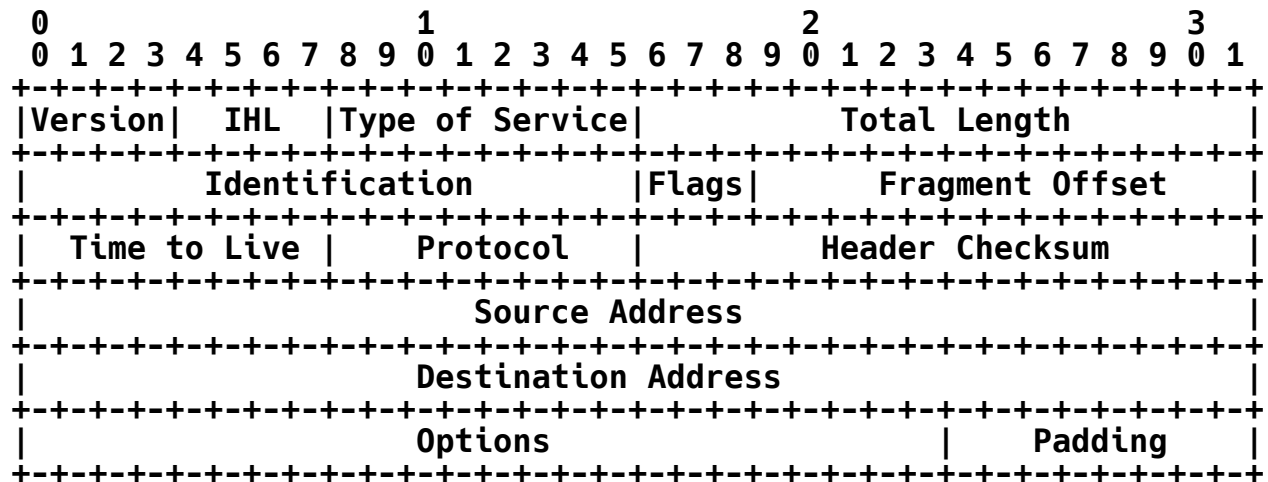 0                   1                   2                   3
 0 1 2 3 4 5 6 7 8 9 0 1 2 3 4 5 6 7 8 9 0 1 2 3 4 5 6 7 8 9 0 1
+-+-+-+-+-+-+-+-+-+-+-+-+-+-+-+-+-+-+-+-+-+-+-+-+-+-+-+-+-+-+-+-+
|Version|  IHL  |Type of Service|          Total Length         |
+-+-+-+-+-+-+-+-+-+-+-+-+-+-+-+-+-+-+-+-+-+-+-+-+-+-+-+-+-+-+-+-+
|         Identification        |Flags|      Fragment Offset    |
+-+-+-+-+-+-+-+-+-+-+-+-+-+-+-+-+-+-+-+-+-+-+-+-+-+-+-+-+-+-+-+-+
|  Time to Live |    Protocol   |         Header Checksum       |
+-+-+-+-+-+-+-+-+-+-+-+-+-+-+-+-+-+-+-+-+-+-+-+-+-+-+-+-+-+-+-+-+
|                       Source Address                          |
+-+-+-+-+-+-+-+-+-+-+-+-+-+-+-+-+-+-+-+-+-+-+-+-+-+-+-+-+-+-+-+-+
|                    Destination Address                        |
+-+-+-+-+-+-+-+-+-+-+-+-+-+-+-+-+-+-+-+-+-+-+-+-+-+-+-+-+-+-+-+-+
|                    Options                    |    Padding    |
+-+-+-+-+-+-+-+-+-+-+-+-+-+-+-+-+-+-+-+-+-+-+-+-+-+-+-+-+-+-+-+-+